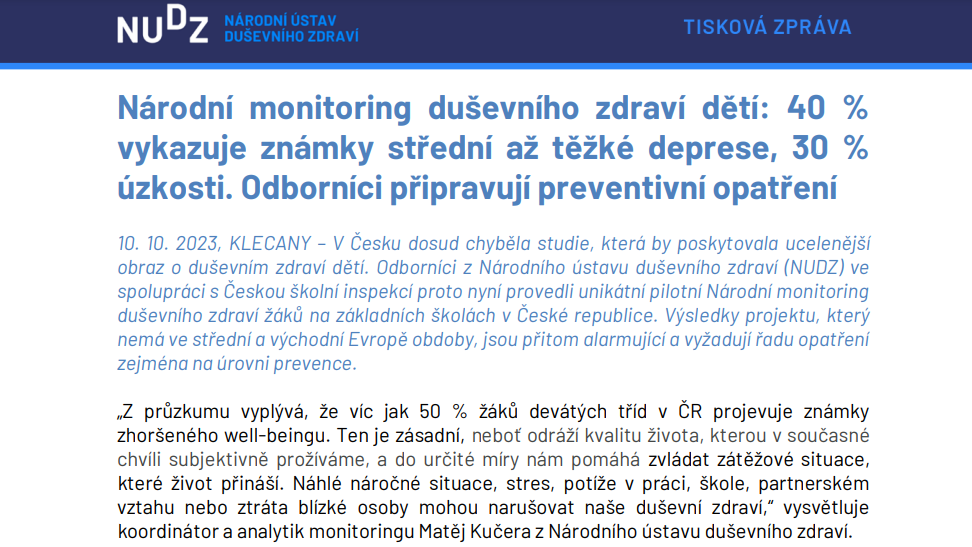 NUDZ
NÁRODNÍ ÚSTAV
DUŠEVNÍHO ZDRAVÍ
TISKOVÁ ZPRÁVA
Národní monitoring duševního zdraví dětí: 40 %
vykazuje známky střední až těžké deprese, 30 %
úzkosti. Odborníci připravují preventivní opatření
10. 10. 2023, KLECANY – V Česku dosud chyběla studie, která by poskytovala ucelenější
obraz o duševním zdraví dětí. Odborníci z Národního ústavu duševního zdraví (NUDZ) ve
spolupráci s Českou školní inspekcí proto nyní provedli unikátní pilotní Národní monitoring
duševního zdraví žáků na základních školách v České republice. Výsledky projektu, který
nemá ve střední a východní Evropě obdoby, jsou přitom alarmující a vyžadují řadu opatření
zejména na úrovni prevence.
„Z průzkumu vyplývá, že víc jak 50 % žáků devátých tříd v ČR projevuje známky
zhoršeného well-beingu. Ten je zásadní, neboť odráží kvalitu života, kterou v současné
chvíli subjektivně prožíváme, a do určité míry nám pomáhá zvládat zátěžové situace,
které život přináší. Náhlé náročné situace, stres, potíže v práci, škole, partnerském
vztahu nebo ztráta blízké osoby mohou narušovat naše duševní zdraví,“ vysvětluje
koordinátor a analytik monitoringu Matěj Kučera z Národního ústavu duševního zdraví.